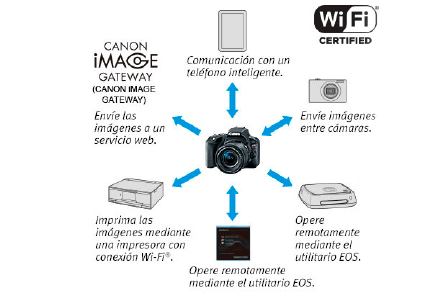 Wi Fi
CERTIFIED
Comunicación con un
teléfono inteligente.
CANON
iMAGE
GATEWAY
(CANON iMAGE
GATEWAY)
Envíe las
imágenes a un
servicio web.
Envíe imágenes
entre cámaras.
Imprima las
imágenes mediante
una impresora con
conexión Wi-Fi®.
Opere
remotamente
mediante el
utilitario EOS.
Opere remotamente
mediante el utilitario EOS.